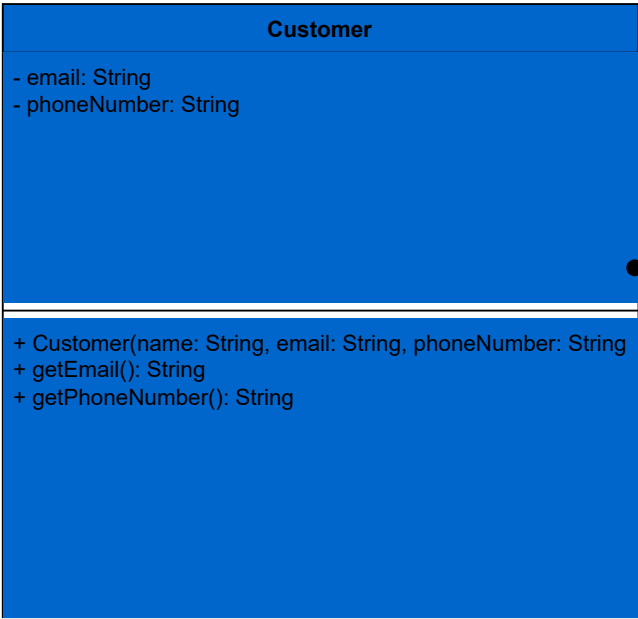 Customer
- email: String
- phoneNumber: String
+ Customer(name: String, email: String, phoneNumber: String
+ getEmail(): String
+ getPhoneNumber(): String